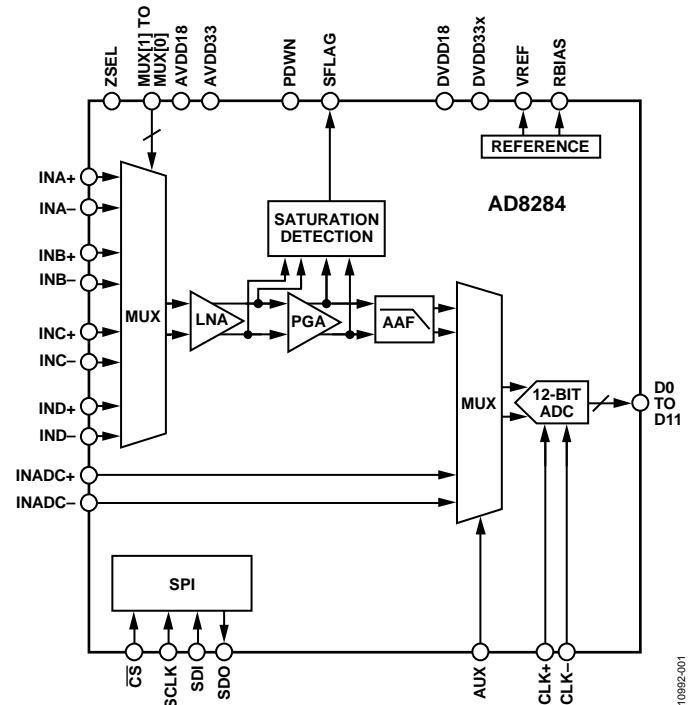 ZSEL
MUX[1] TO
MUX[0]
AVDD18
AVDD33
PDWN
SFLAG
DVDD18
DVDD33x
VREF
RBIAS
REFERENCE
AD8284
INA+
INA–
INB+
INB–
INC+
INC–
IND+
IND–
INADC+
INADC–
MUX
LNA
SATURATION
DETECTION
PGA
AAF
MUX
12-BIT
ADC
D0
TO
D11
SPI
CS
SCLK
SDI
SDO
AUX
CLK+
CLK–
10992-001